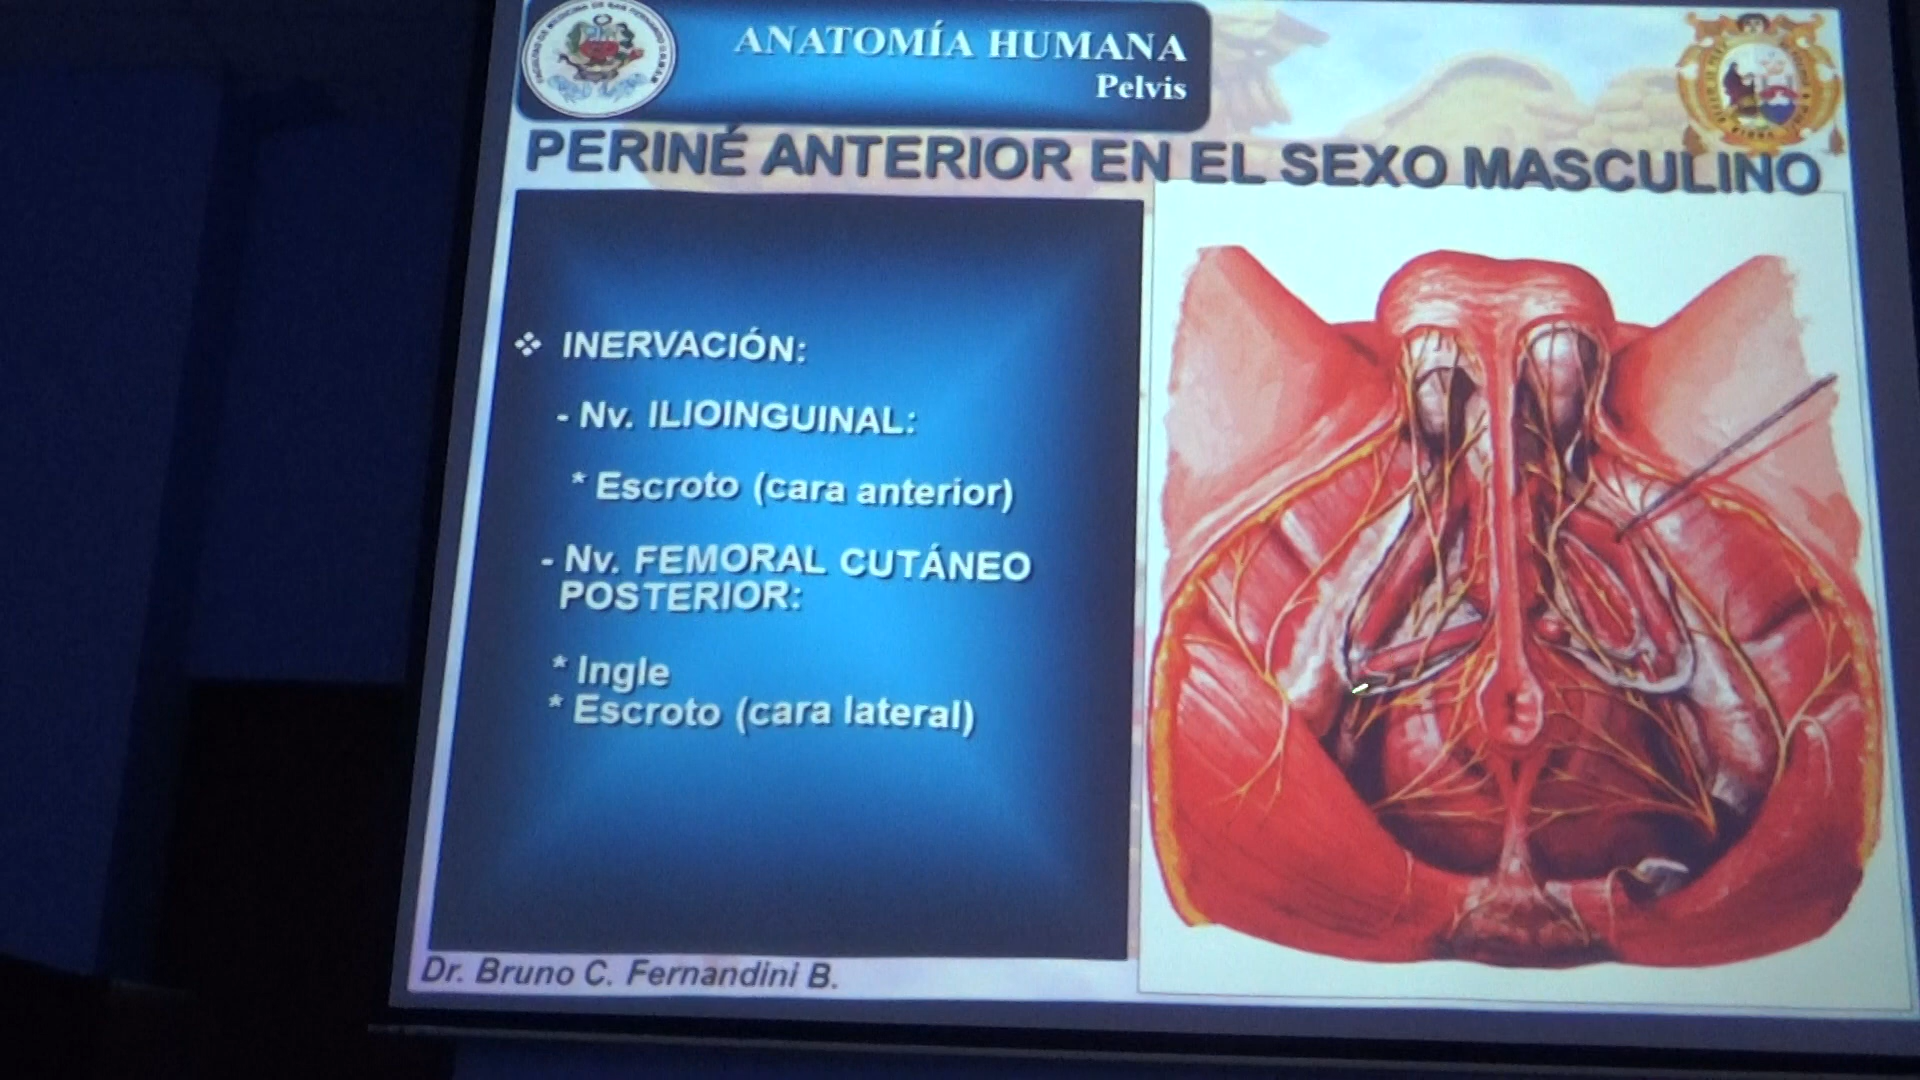 ANATOMÍA HUMANA
Pelvis
PERINÉ ANTERIOR EN EL SEXO MASCULINO
❖ INERVACIÓN:
- Nv. ILIOINGUINAL:
* Escroto (cara anterior)
- Nv. FEMORAL CUTÁNEO
POSTERIOR:
* Ingle
* Escroto (cara lateral)
Dr. Bruno C. Fernandini B.